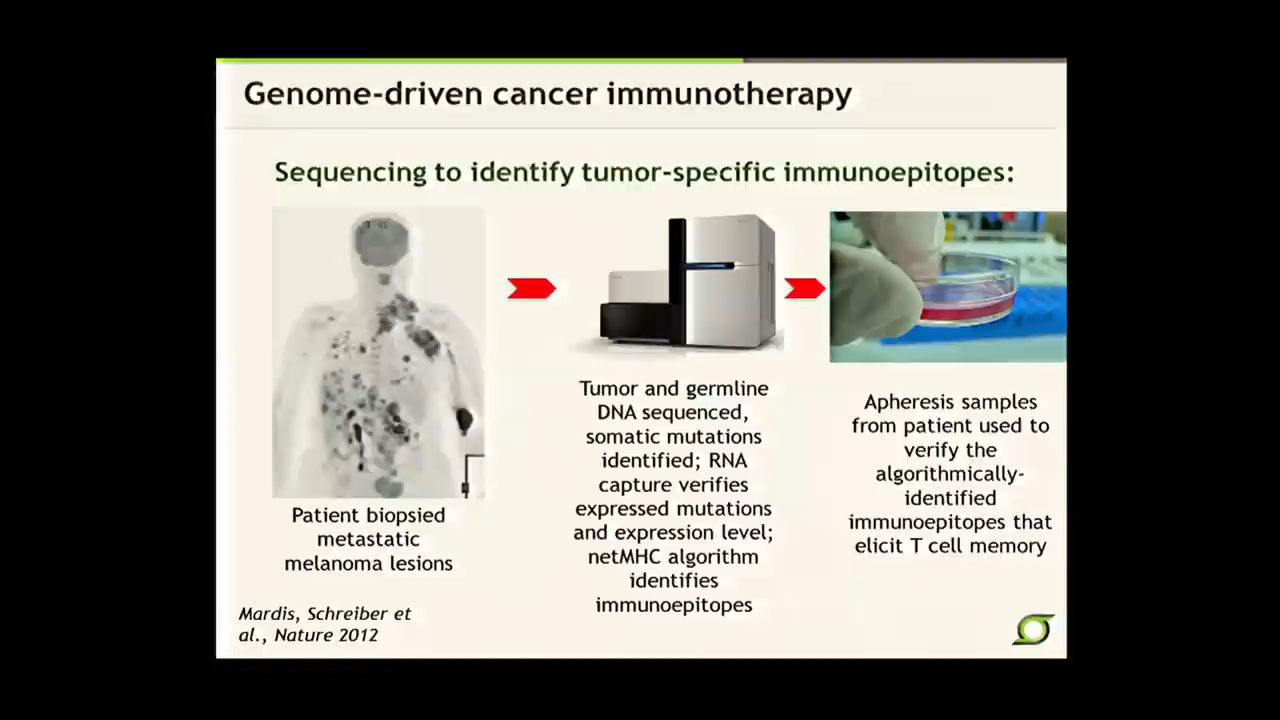 Genome-driven cancer immunotherapy
Sequencing to identify tumor-specific immunoepitopes:
Patient biopsied
metastatic
melanoma lesions
Tumor and germline
DNA sequenced,
somatic mutations
identified; RNA
capture verifies
expressed mutations
and expression level;
netMHC algorithm
identifies
immunoepitopes
Apheresis samples
from patient used to
verify the
algorithmically-
identified
immunoepitopes that
elicit T cell memory
Mardis, Schreiber et
al., Nature 2012